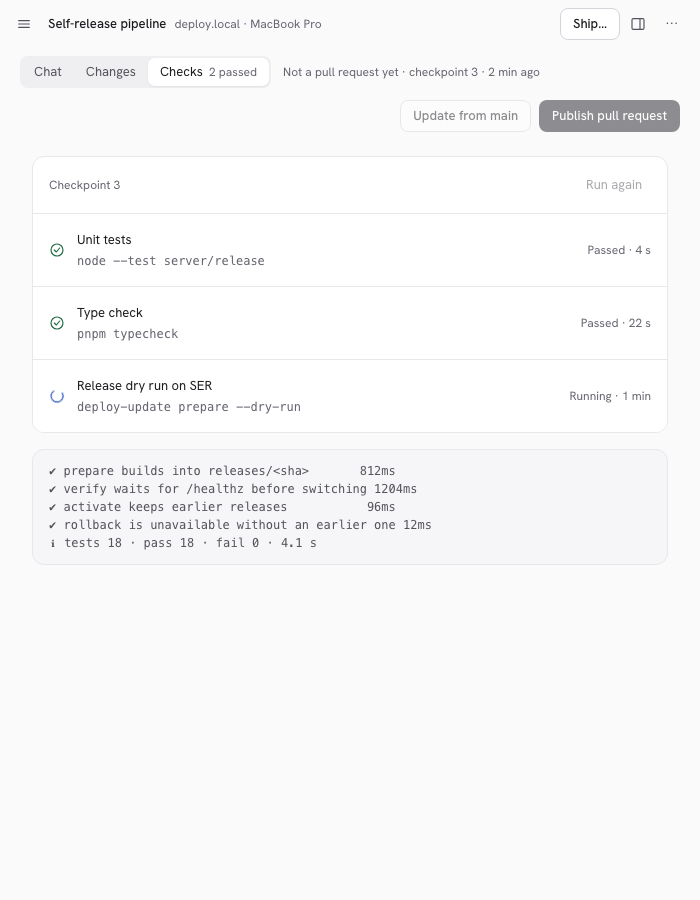 Self-release pipeline deploy.local · MacBook Pro Ship... ...
Chat Changes Checks 2 passed Not a pull request yet · checkpoint 3 · 2 min ago
Update from main Publish pull request
Checkpoint 3 Run again
Unit tests
node --test server/release
Passed · 4 s
Type check
pnpm typecheck
Passed · 22 s
Release dry run on SER
deploy-update prepare --dry-run
Running · 1 min
✔ prepare builds into releases/<sha> 812ms
✔ verify waits for /healthz before switching 1204ms
✔ activate keeps earlier releases 96ms
✔ rollback is unavailable without an earlier one 12ms
ℹ tests 18 · pass 18 · fail 0 · 4.1 s